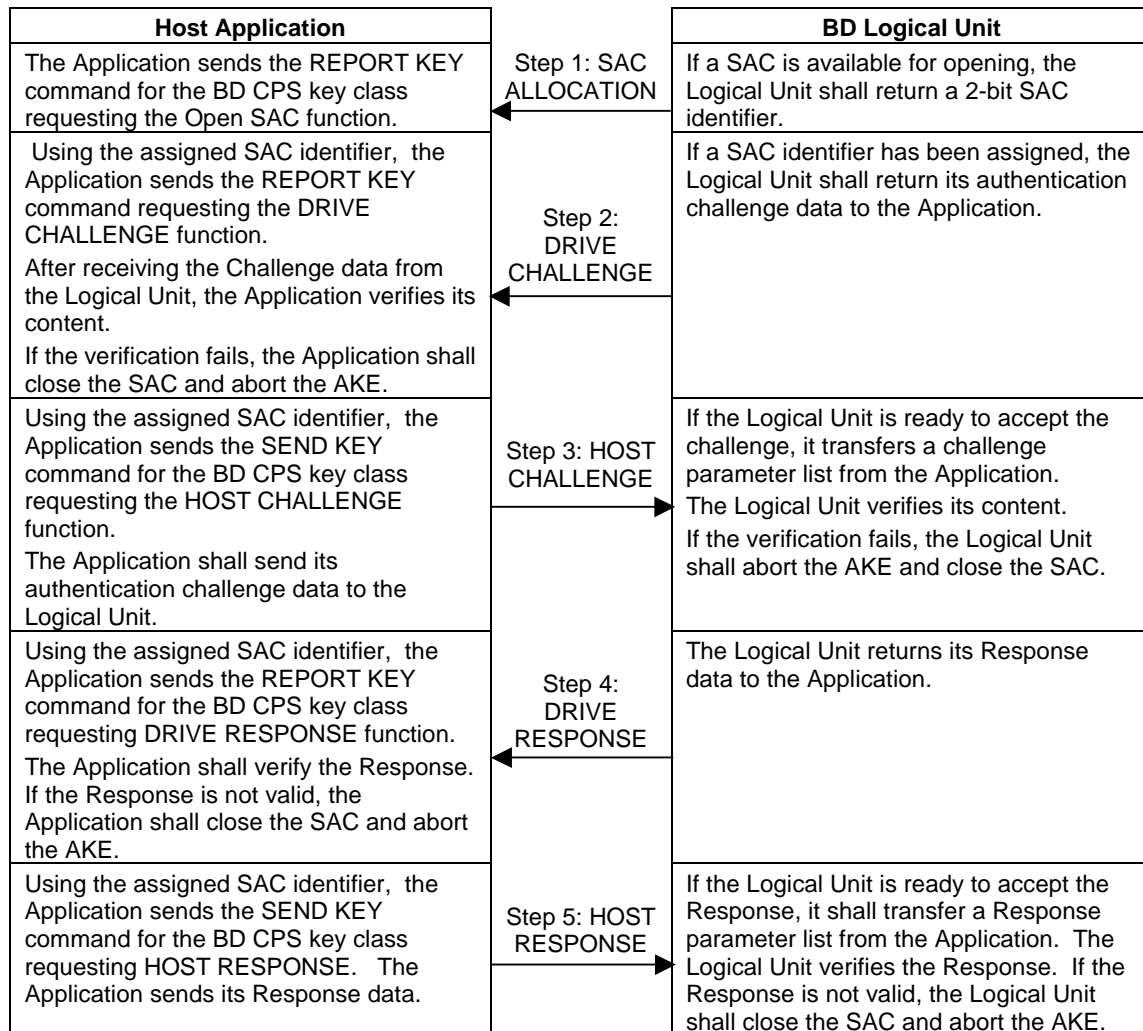 Host Application
BD Logical Unit
The Application sends the REPORT KEY
command for the BD CPS key class
requesting the Open SAC function.
Step 1: SAC
ALLOCATION
If a SAC is available for opening, the
Logical Unit shall return a 2-bit SAC
identifier.
Using the assigned SAC identifier, the
Application sends the REPORT KEY
command requesting the DRIVE
CHALLENGE function.
After receiving the Challenge data from
the Logical Unit, the Application verifies its
content.
If the verification fails, the Application shall
close the SAC and abort the AKE.
Step 2:
DRIVE
CHALLENGE
If a SAC identifier has been assigned, the
Logical Unit shall return its authentication
challenge data to the Application.
Using the assigned SAC identifier, the
Application sends the SEND KEY
command for the BD CPS key class
requesting the HOST CHALLENGE
function.
The Application shall send its
authentication challenge data to the
Logical Unit.
Step 3: HOST
CHALLENGE
If the Logical Unit is ready to accept the
challenge, it transfers a challenge
parameter list from the Application.
The Logical Unit verifies its content.
If the verification fails, the Logical Unit
shall abort the AKE and close the SAC.
Using the assigned SAC identifier, the
Application sends the REPORT KEY
command for the BD CPS key class
requesting DRIVE RESPONSE function.
The Application shall verify the Response.
If the Response is not valid, the
Application shall close the SAC and abort
the AKE.
Step 4:
DRIVE
RESPONSE
The Logical Unit returns its Response
data to the Application.
Using the assigned SAC identifier, the
Application sends the SEND KEY
command for the BD CPS key class
requesting HOST RESPONSE. The
Application sends its Response data.
Step 5: HOST
RESPONSE
If the Logical Unit is ready to accept the
Response, it shall transfer a Response
parameter list from the Application. The
Logical Unit verifies the Response. If the
Response is not valid, the Logical Unit
shall close the SAC and abort the AKE.